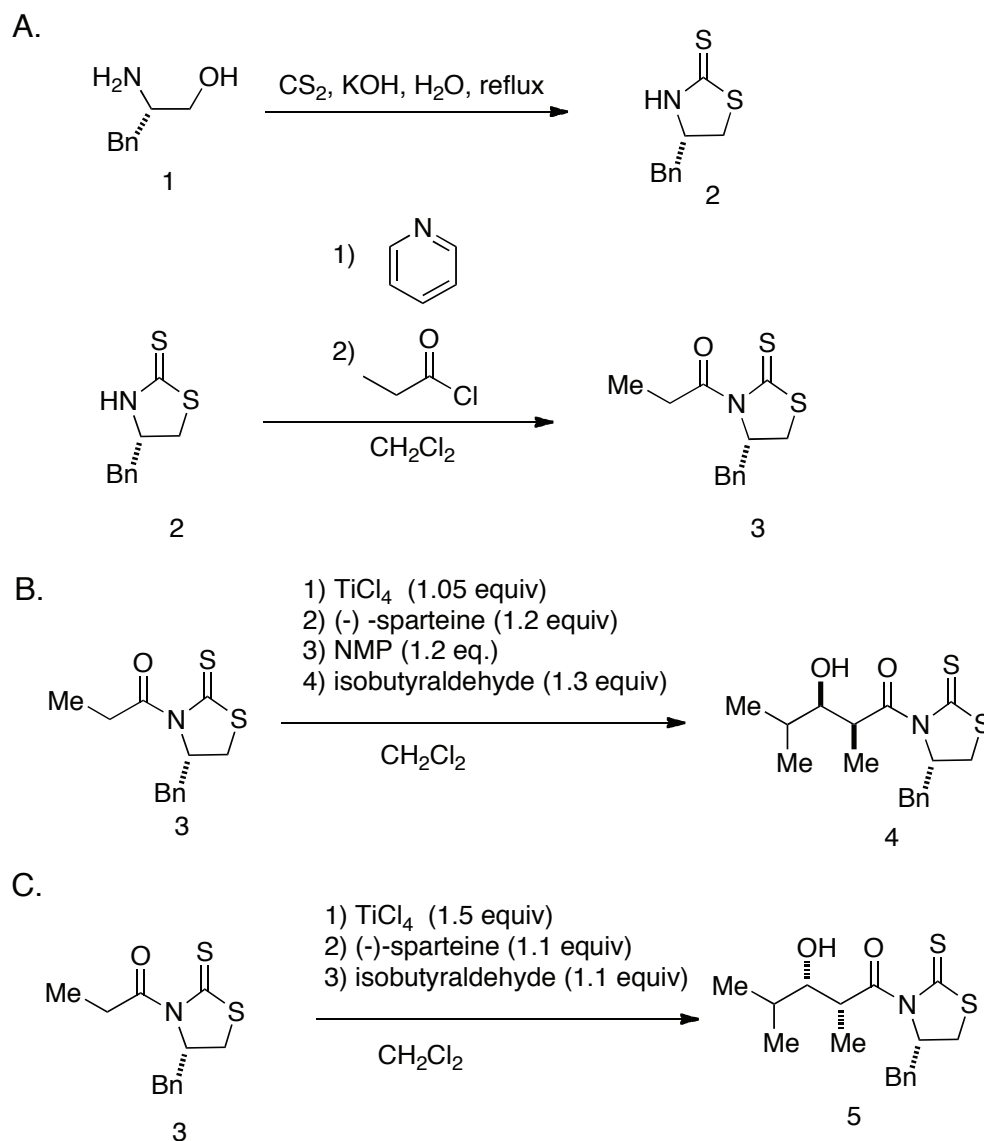 A.
H₂N
OH
Bn
1
CS₂, KOH, H₂O, reflux
S
HN
S
Bn
2
1)
N
2)
O
Cl
CH₂Cl₂
S
HN
S
Bn
2
O
S
Me
N
S
Bn
3
B.
1) TiCl₄ (1.05 equiv)
2) (-) -sparteine (1.2 equiv)
3) NMP (1.2 eq.)
4) isobutyraldehyde (1.3 equiv)
CH₂Cl₂
O
S
Me
N
S
Bn
3
OH
O
S
Me
N
S
Me
Me
Bn
4
C.
1) TiCl₄ (1.5 equiv)
2) (-)-sparteine (1.1 equiv)
3) isobutyraldehyde (1.1 equiv)
CH₂Cl₂
O
S
Me
N
S
Bn
3
OH
O
S
Me
N
S
Me
Me
Bn
5